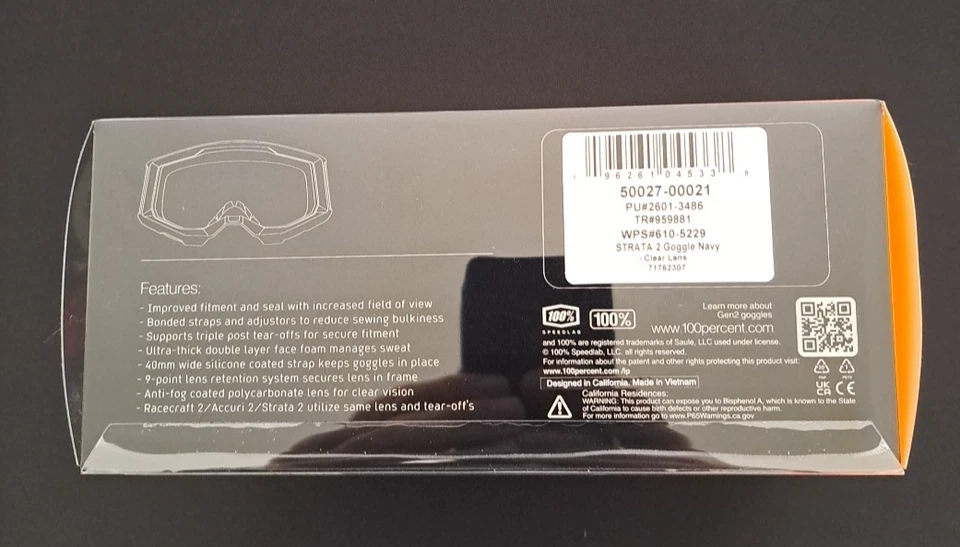 Features:
- Improved fitment and seal with increased field of view
- Bonded straps and adjustors to reduce sewing bulkiness
- Supports triple post tear-offs for secure fitment
- Ultra-thick double layer face foam manages sweat
- 40mm wide silicone coated strap keeps goggles in place
- 9-point lens retention system secures lens in frame
- Anti-fog coated polycarbonate lens for clear vision
- Racecraft 2/Accuri 2/Strata 2 utilize same lens and tear-off's
96261 04533 8
50027-00021
PU#2601-3486
TR#959881
WPS#610-5229
STRATA 2 Goggle Navy
- Clear Lens
71762307
100%
SPEEDLAB
100%
Learn more about
Gen2 goggles
www.100percent.com
and 100% are registered trademarks of Saule, LLC used under license.
© 100% Speedlab, LLC. all rights reserved.
For information about the patent and other rights protecting this product visit:
www.100percent.com /ip
Designed in California. Made in Vietnam
California Residences:
WARNING: This product can expose you to Bisphenol A, which is known to the State
of California to cause birth defects or other reproductive harm.
For more information go to www.P65Warnings.ca.gov
UK
CA
CE